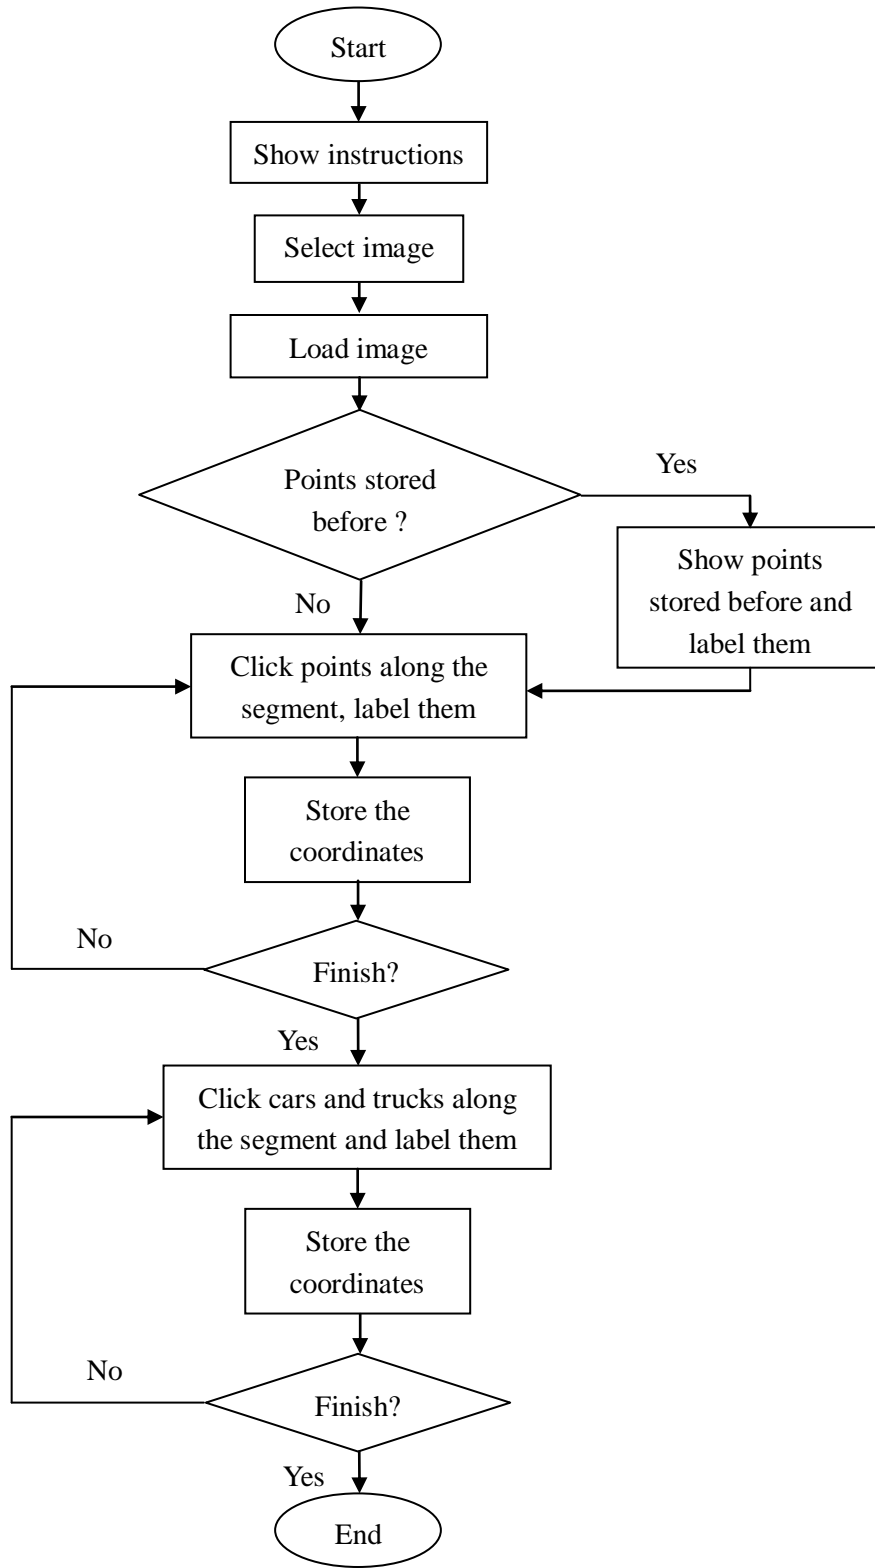 Start
Show instructions
Select image
Load image
Points stored
before ?
Yes
Show points
stored before and
label them
No
Click points along the
segment, label them
Store the
coordinates
No
Finish?
Yes
Click cars and trucks along
the segment and label them
Store the
coordinates
No
Finish?
Yes
End